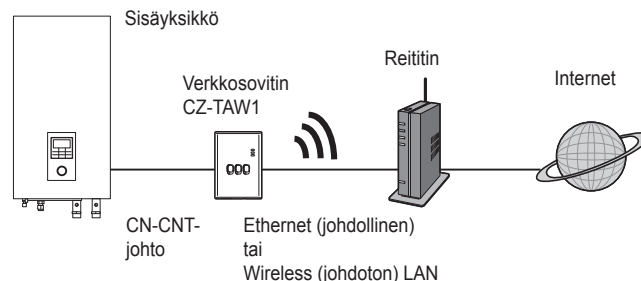 Sisäyksikkö
Verkkosovitin
CZ-TAW1
Reititin
Internet
CN-CNT-
johto
Ethernet (johdollinen)
tai
Wireless (johdoton) LAN